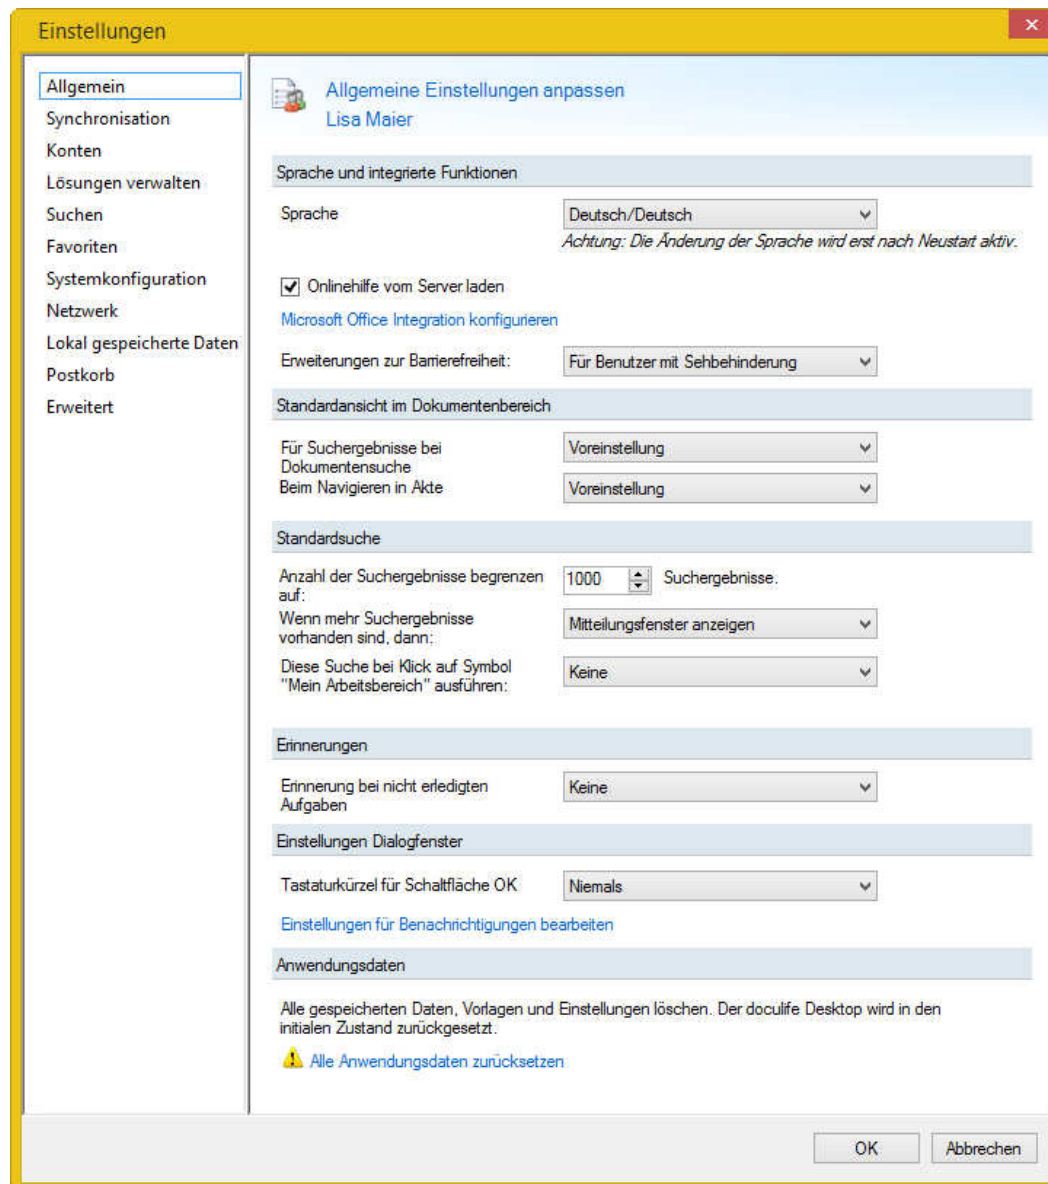 Einstellungen
Allgemein
Synchronisation
Konten
Lösungen verwalten
Suchen
Favoriten
Systemkonfiguration
Netzwerk
Lokal gespeicherte Daten
Postkorb
Erweitert
Allgemeine Einstellungen anpassen
Lisa Maier
Sprache und integrierte Funktionen
Sprache
Deutsch/Deutsch
Achtung: Die Änderung der Sprache wird erst nach Neustart aktiv.
Onlinehilfe vom Server laden
Microsoft Office Integration konfigurieren
Erweiterungen zur Barrierefreiheit:
Für Benutzer mit Sehbehinderung
Standardansicht im Dokumentenbereich
Für Suchergebnisse bei
Dokumentensuche
Voreinstellung
Beim Navigieren in Akte
Voreinstellung
Standardsuche
Anzahl der Suchergebnisse begrenzen
auf:
1000
Suchergebnisse.
Wenn mehr Suchergebnisse
vorhanden sind, dann:
Mitteilungsfenster anzeigen
Diese Suche bei Klick auf Symbol
"Mein Arbeitsbereich" ausführen:
Keine
Erinnerungen
Erinnerung bei nicht erledigten
Aufgaben
Keine
Einstellungen Dialogfenster
Tastaturkürzel für Schaltfläche OK
Niemals
Einstellungen für Benachrichtigungen bearbeiten
Anwendungsdaten
Alle gespeicherten Daten, Vorlagen und Einstellungen löschen. Der doculife Desktop wird in den
initialen Zustand zurückgesetzt.
Alle Anwendungsdaten zurücksetzen
OK
Abbrechen